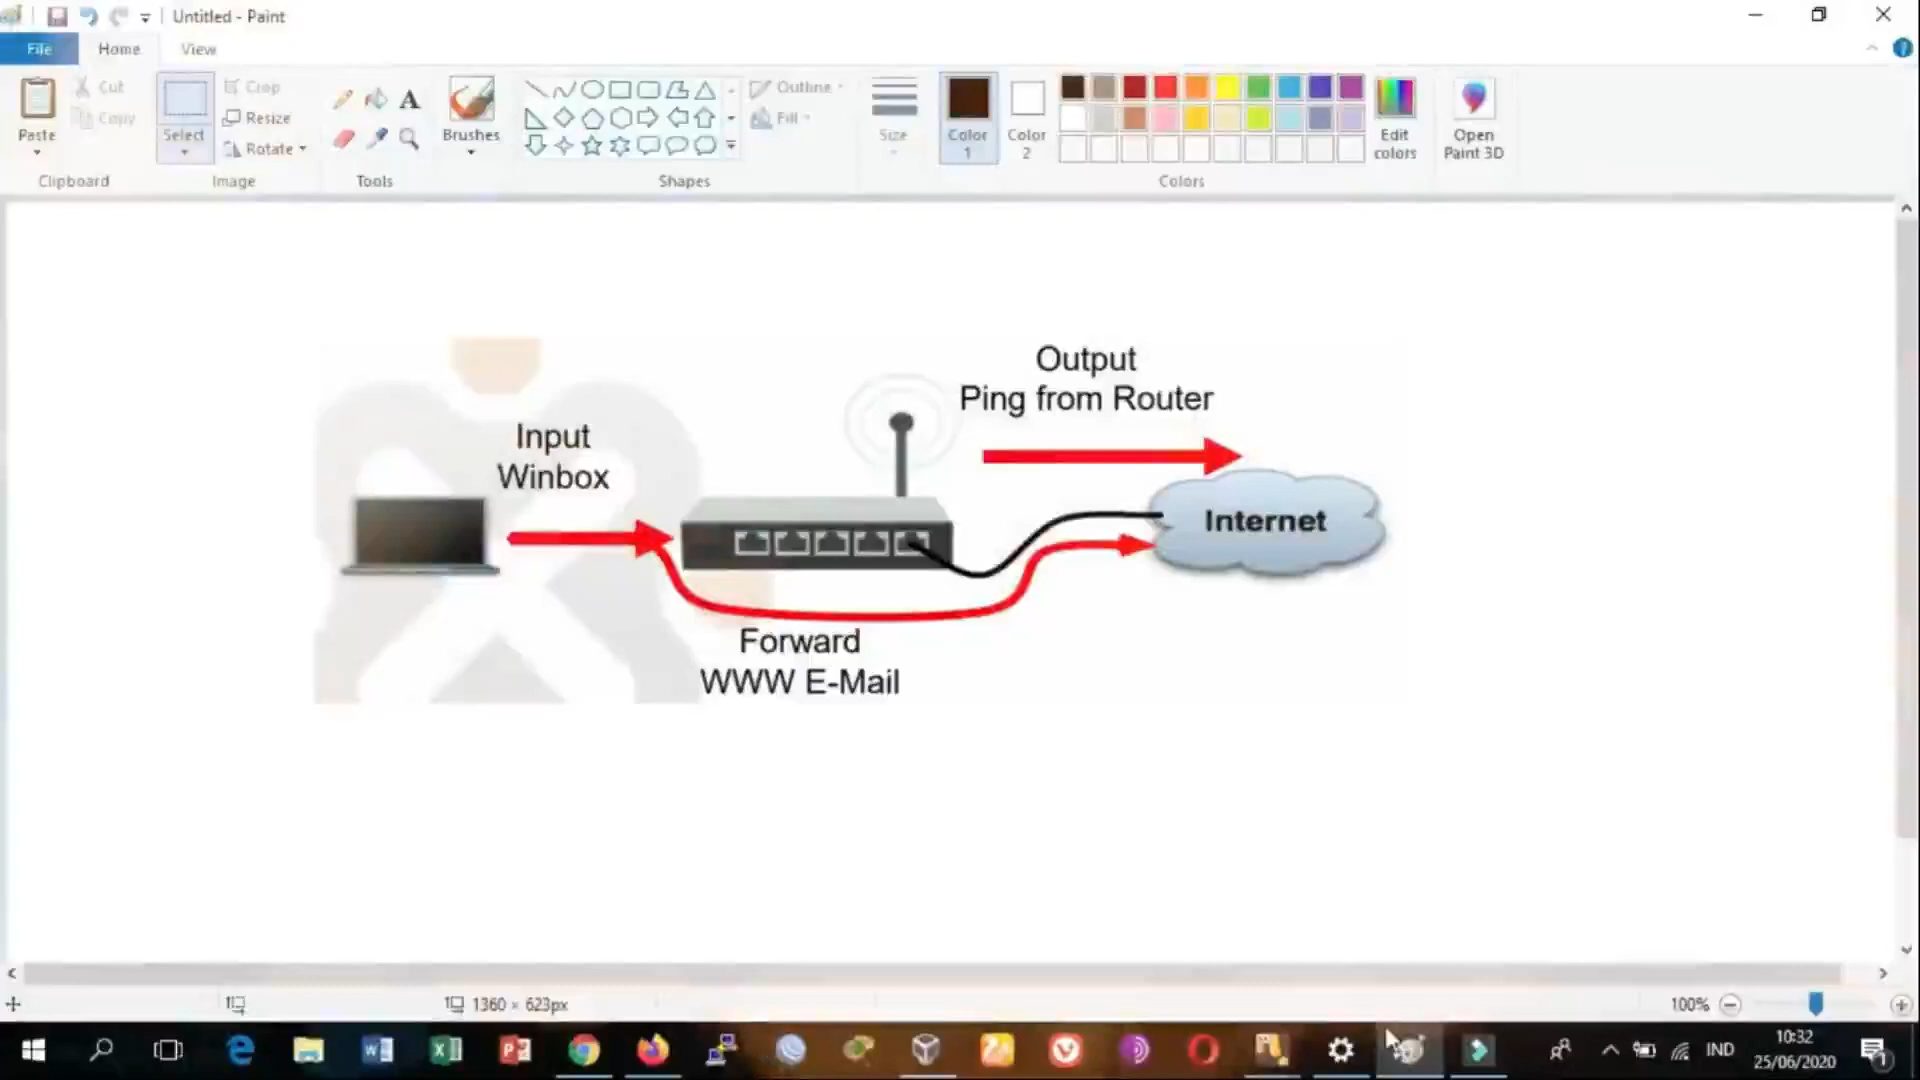 Untitled - Paint
File Home View
Paste
Cut
Copy
Clipboard
Select
Crop
Resize
Rotate
Image
Tools
Brushes
Shapes
Outline
Fill
Size
Color 1
Color 2
Colors
Edit colors
Open Paint 3D
Output
Ping from Router
Input
Winbox
Internet
Forward
WWW E-Mail
1360 × 623px
100%
IND
10:32
25/06/2020